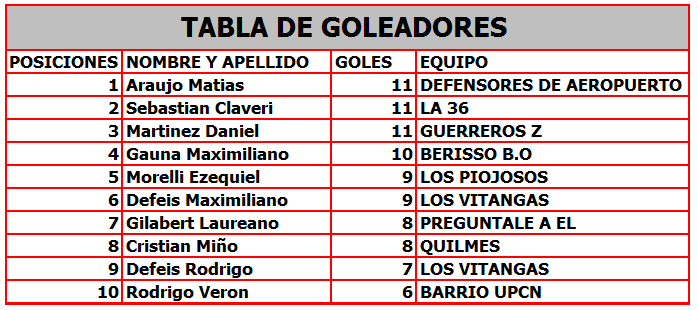 TABLA DE GOLEADORES
POSICIONES NOMBRE Y APELLIDO GOLES EQUIPO
1 Araujo Matias 11 DEFENSORES DE AEROPUERTO
2 Sebastian Claveri 11 LA 36
3 Martinez Daniel 11 GUERREROS Z
4 Gauna Maximiliano 10 BERISSO B.O
5 Morelli Ezequiel 9 LOS PIOJOSOS
6 Defeis Maximiliano 9 LOS VITANGAS
7 Gilabert Laureano 8 PREGUNTALE A EL
8 Cristian Miño 8 QUILMES
9 Defeis Rodrigo 7 LOS VITANGAS
10 Rodrigo Veron 6 BARRIO UPCN